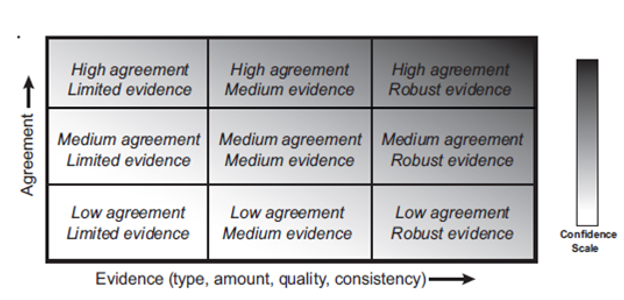 High agreement
Limited evidence
High agreement
Medium evidence
High agreement
Robust evidence
Medium agreement
Limited evidence
Medium agreement
Medium evidence
Medium agreement
Robust evidence
Low agreement
Limited evidence
Low agreement
Medium evidence
Low agreement
Robust evidence
Agreement
Evidence (type, amount, quality, consistency)
Confidence
Scale